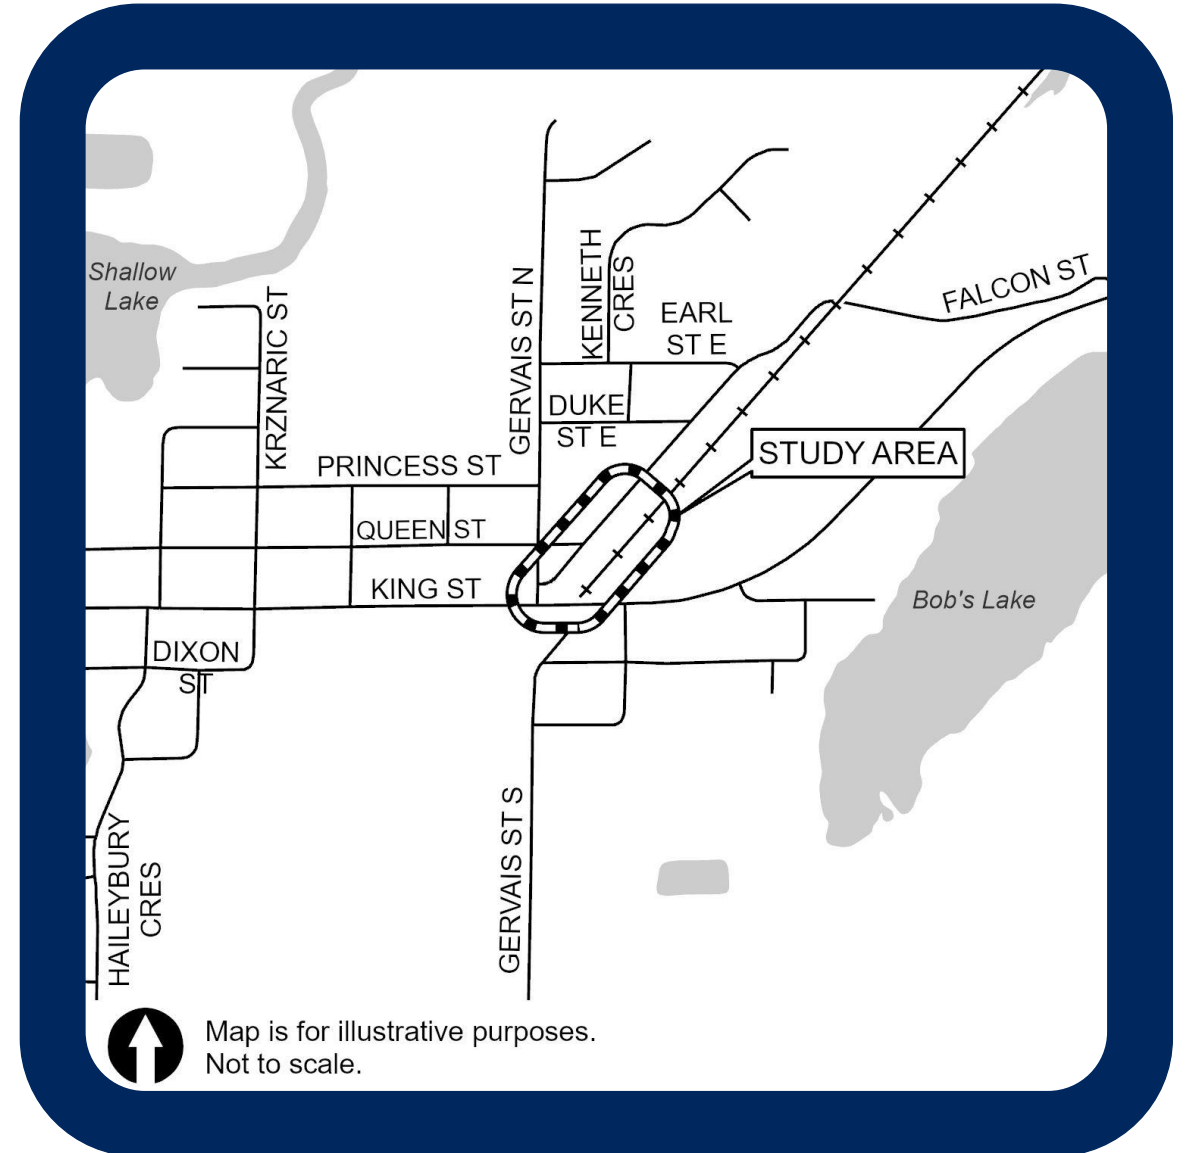 Shallow
Lake
KRZNARIC ST
GERVAIS ST N
KENNETH
CRES
EARL
ST E
FALCON ST
DUKE
ST E
PRINCESS ST
STUDY AREA
QUEEN ST
KING ST
Bob's Lake
DIXON
ST
HAILEYBURY
CRES
GERVAIS ST S
Map is for illustrative purposes.
Not to scale.